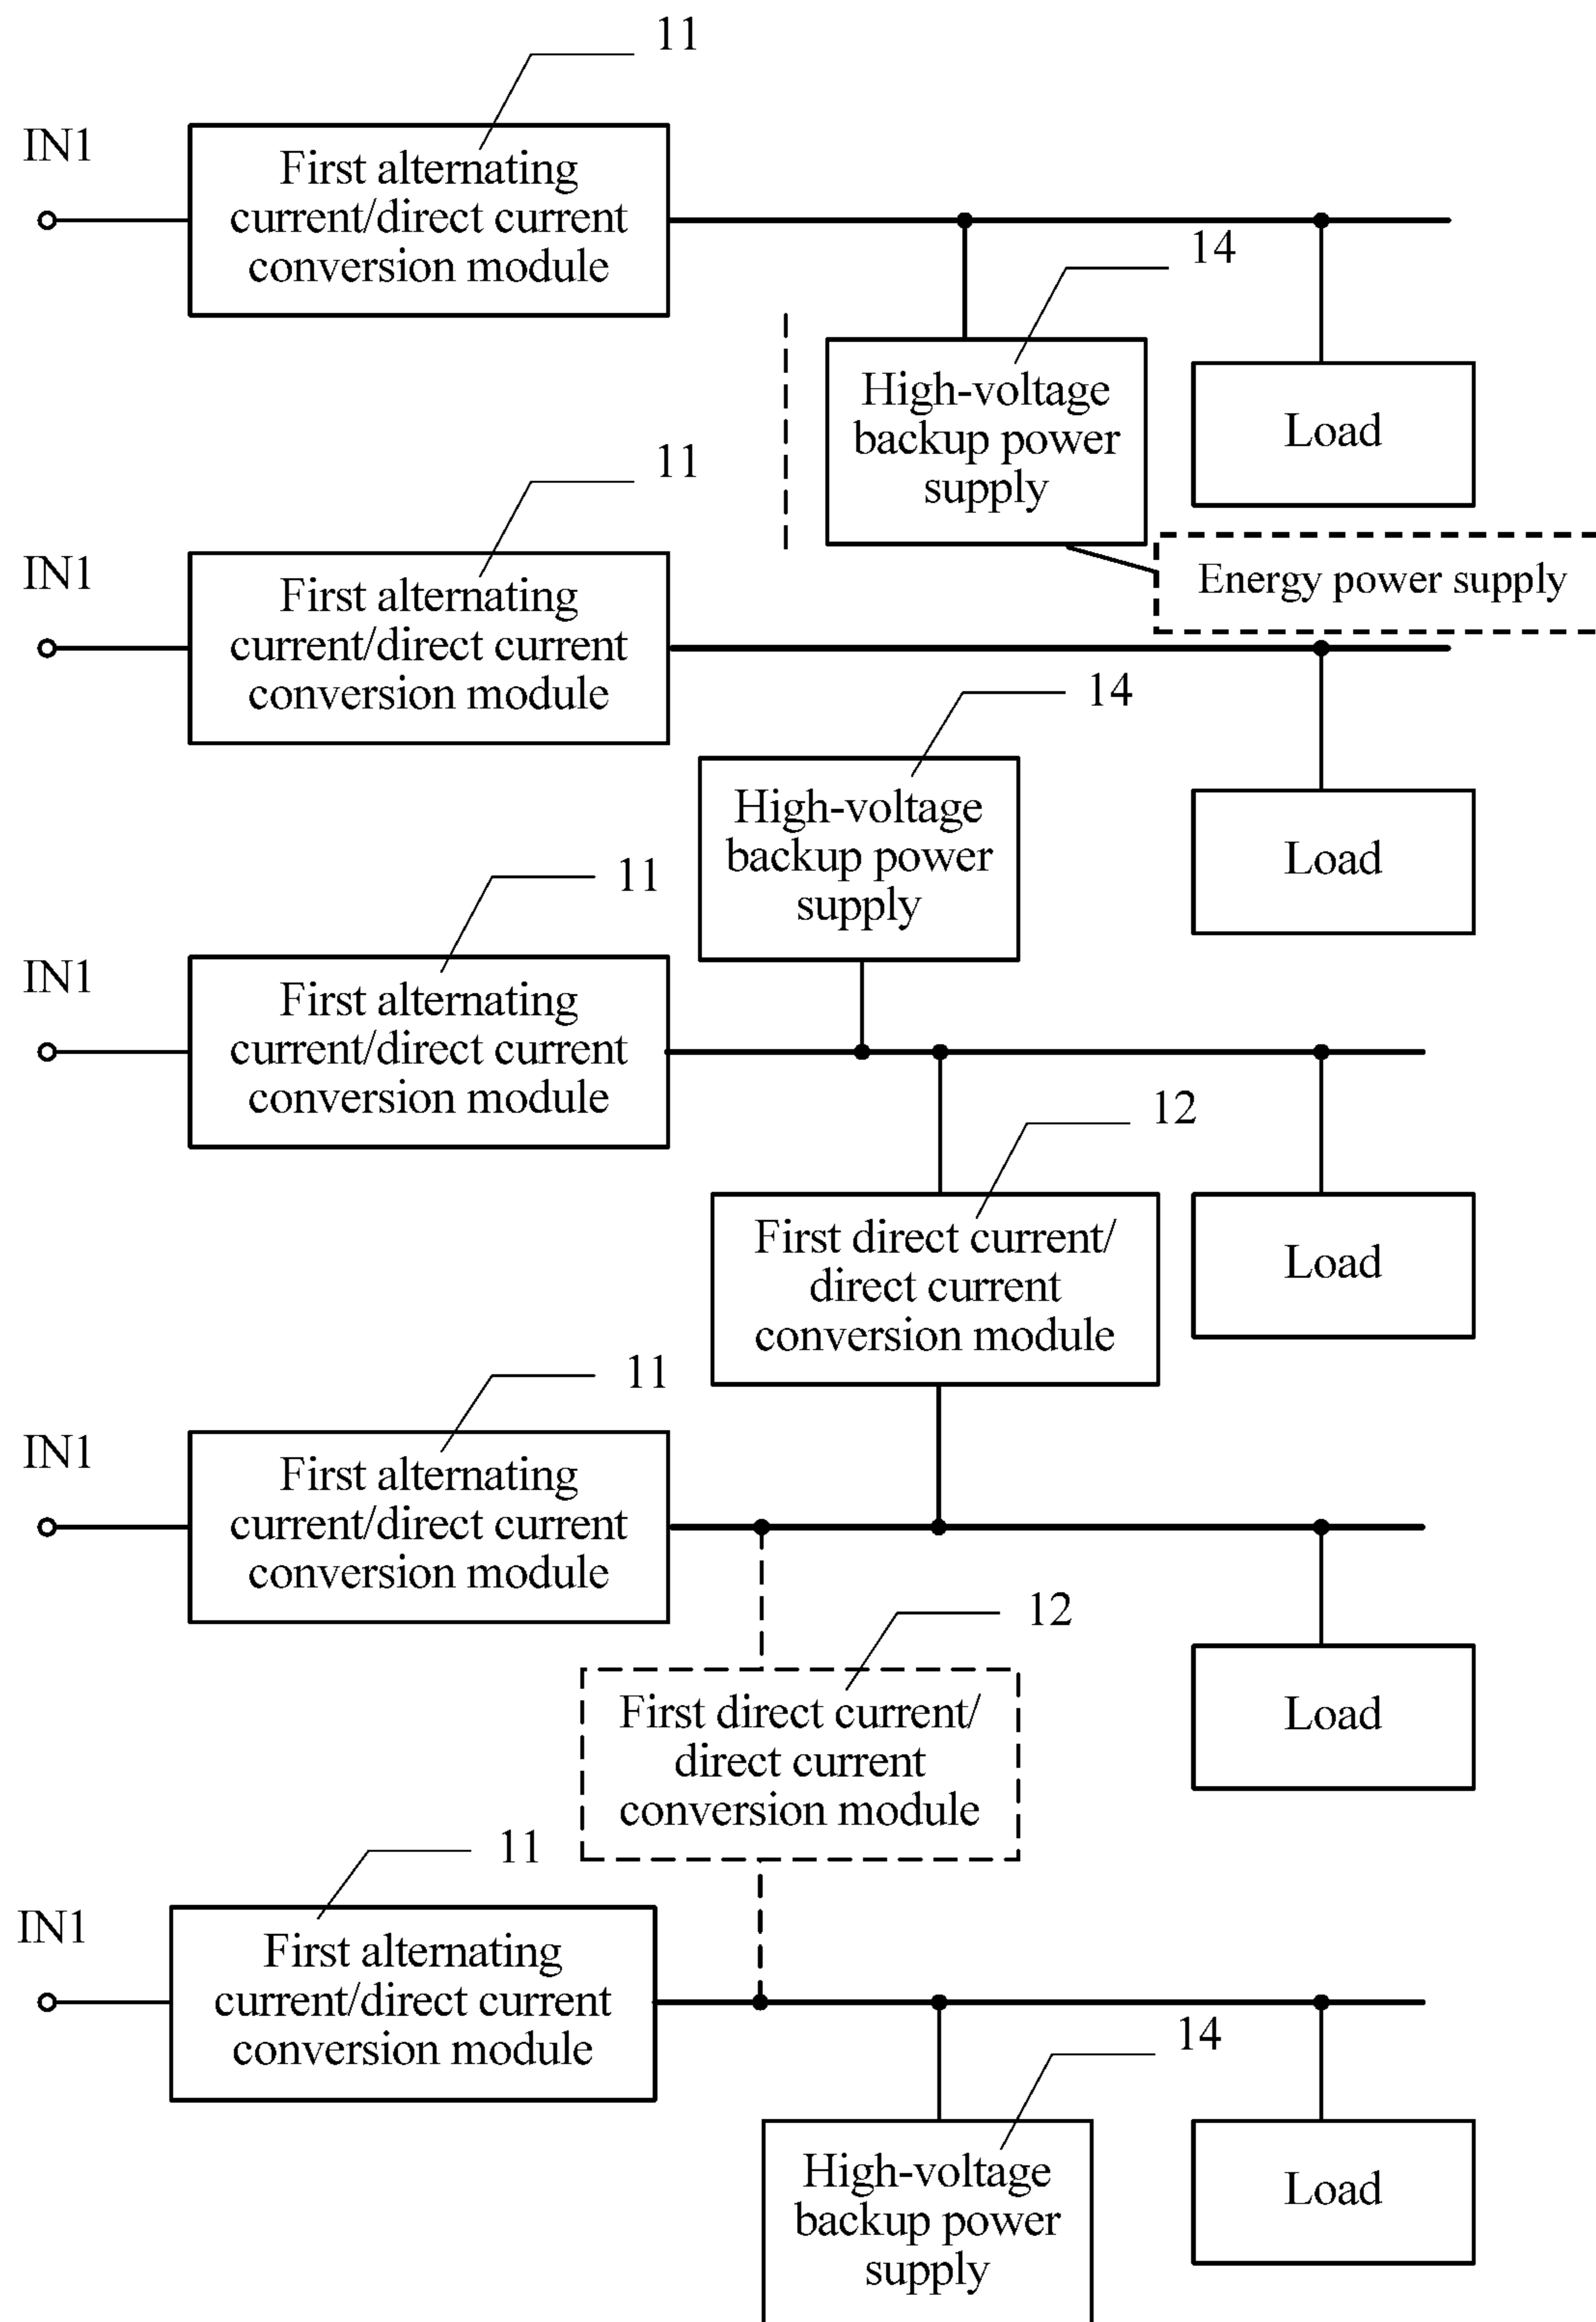 11
IN1
First alternating
current/direct current
conversion module
14
High-voltage
backup power
supply
Load
11
IN1
First alternating
current/direct current
conversion module
Energy power supply
14
High-voltage
backup power
supply
Load
11
IN1
First alternating
current/direct current
conversion module
12
First direct current/
direct current
conversion module
Load
11
IN1
First alternating
current/direct current
conversion module
12
First direct current/
direct current
conversion module
Load
11
IN1
First alternating
current/direct current
conversion module
14
High-voltage
backup power
supply
Load